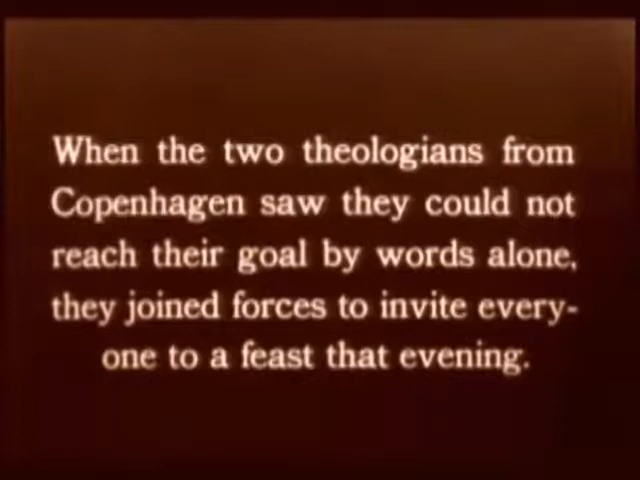 When the two theologians from
Copenhagen saw they could not
reach their goal by words alone,
they joined forces to invite every-
one to a feast that evening.